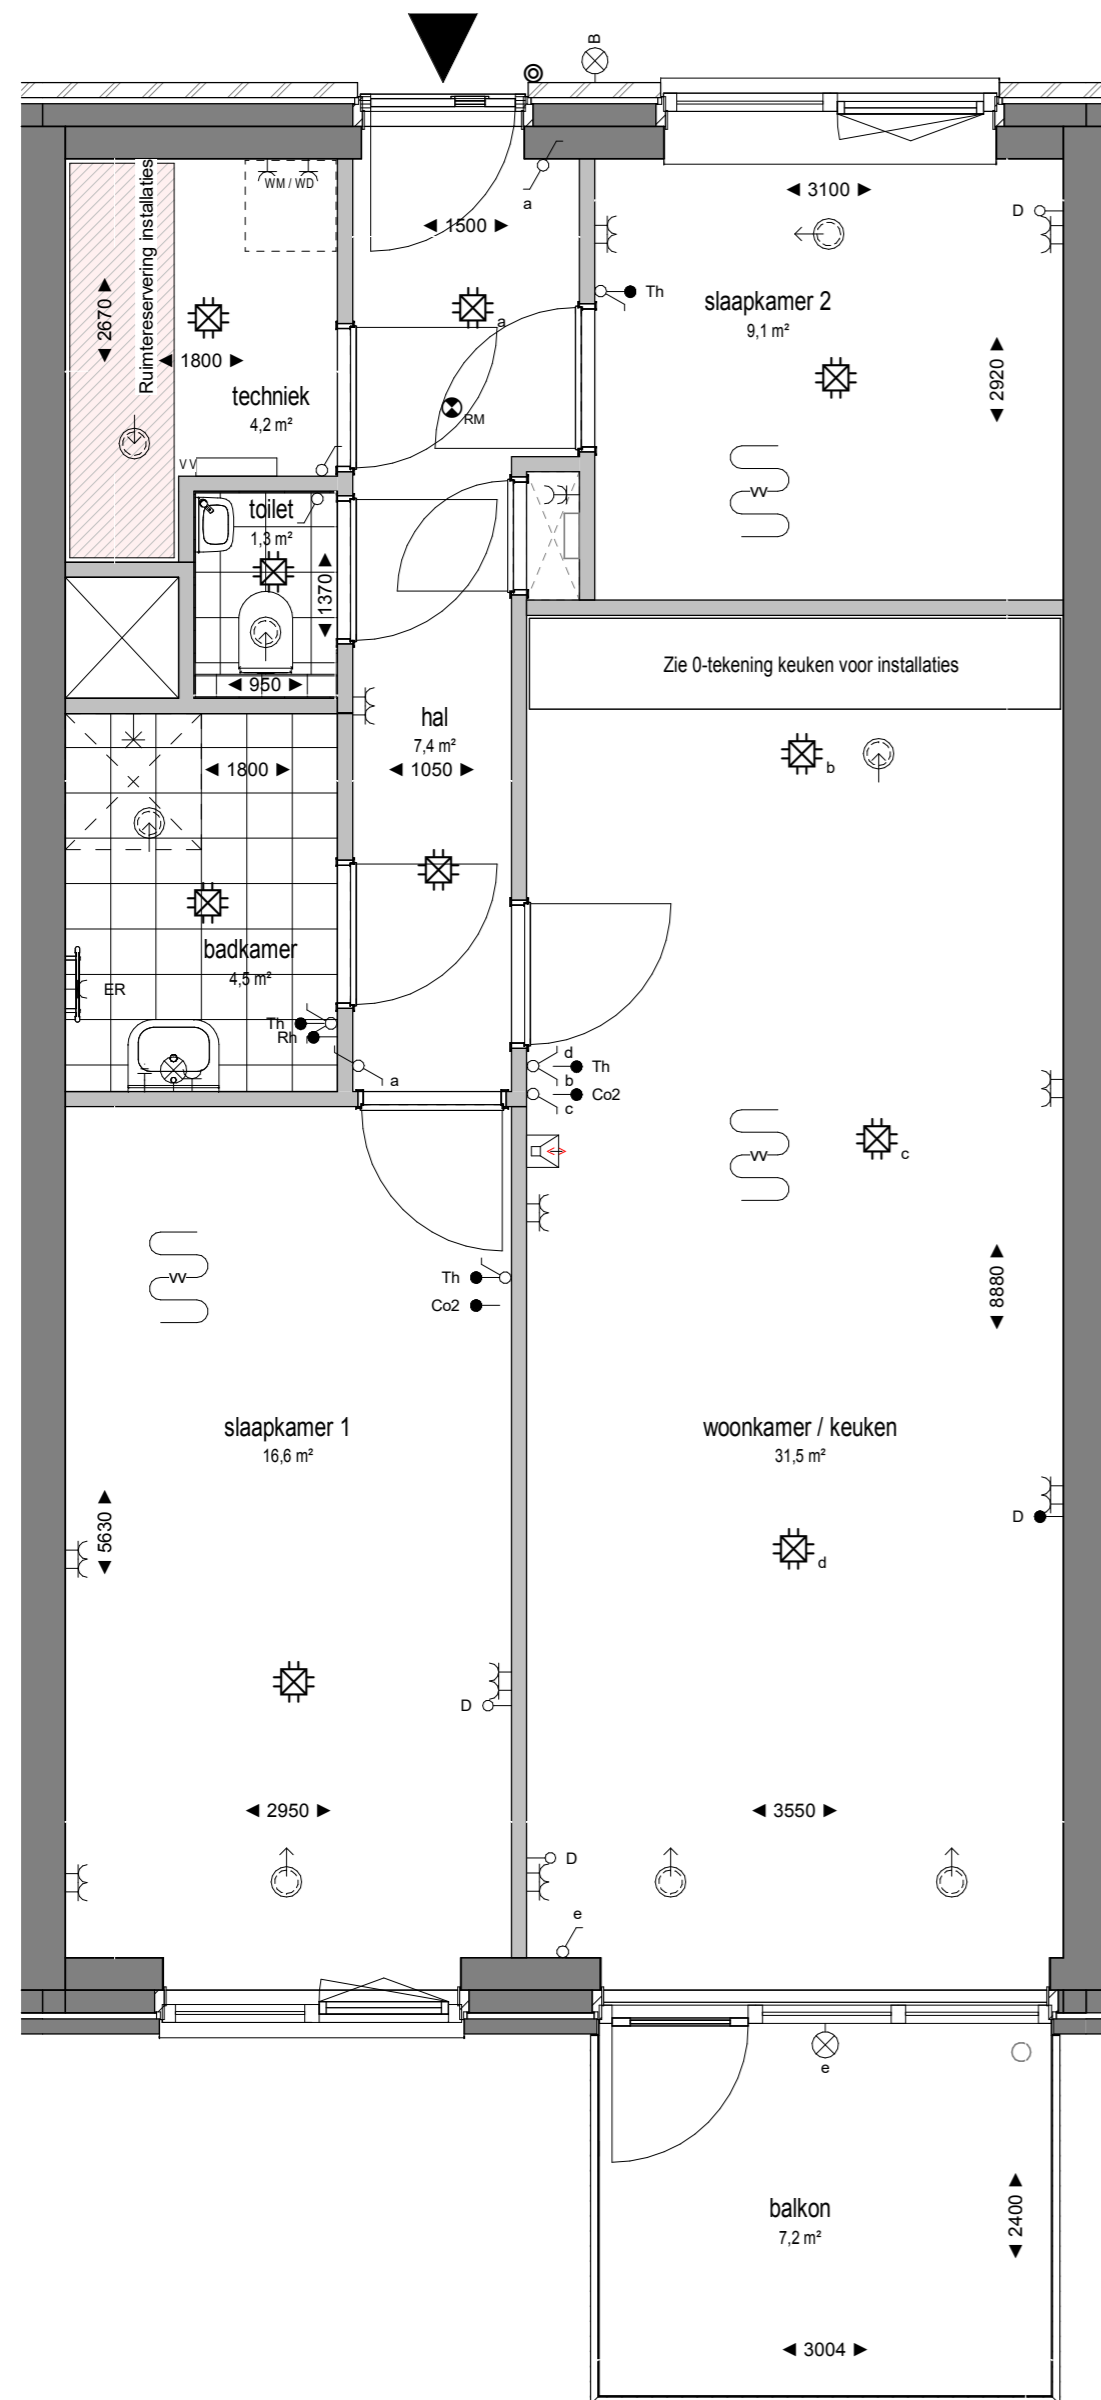 B
a
◄ 1500 ►
WM / WD
Ruimtereservering installaties
◄ 2670 ►
◄ 1800 ►
techniek
4,2 m²
VV
a
RM
◄ 3100 ►
D
Th
slaapkamer 2
9,1 m²
◄ 2920 ►
VV
toilet
1,3 m²
◄ 1370 ►
◄ 950 ►
Zie 0-tekening keuken voor installaties
hal
7,4 m²
◄ 1050 ►
b
◄ 1800 ►
badkamer
4,5 m²
ER
Th
Rh
a
d
Th
b
Co2
c
VV
c
VV
Th
Co2
◄ 8880 ►
slaapkamer 1
16,6 m²
woonkamer / keuken
31,5 m²
◄ 5630 ►
D
d
D
◄ 2950 ►
◄ 3550 ►
D
e
e
balkon
7,2 m²
◄ 2400 ►
◄ 3004 ►